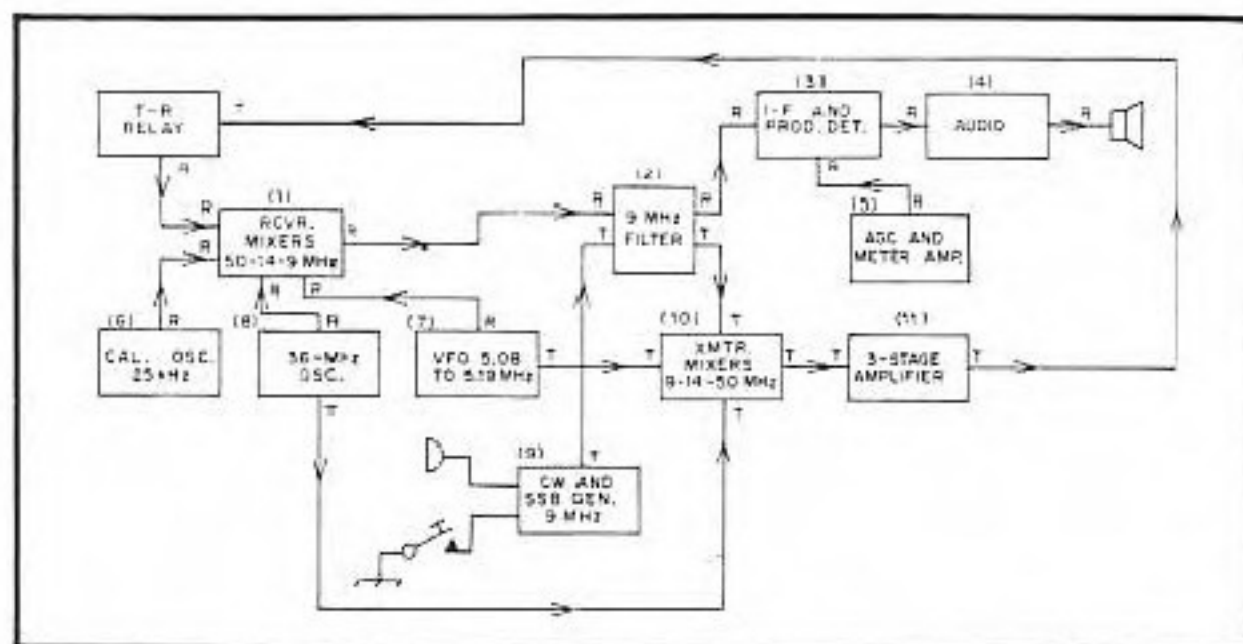 T-R
RELAY
T
R
R
R
(1)
RCVR.
MIXERS
50-14-9 MHz
R
R
R
(6)
R
CAL. OSC.
25 kHz
(8)
R
36-MHz
OSC.
T
(7)
R
VFO 5.08
TO 5.19 MHz
T
(2)
R
R
9 MHz
FILTER
T
T
R
(3)
I-F AND
PROD. DET.
R
R
(4)
AUDIO
R
(5)
R
AGC AND
METER AMP.
(10)
T
XMTR.
MIXERS
9-14-50 MHz
T
T
T
T
(11)
3-STAGE
AMPLIFIER
T
(9)
T
CW AND
SSB GEN.
9 MHz